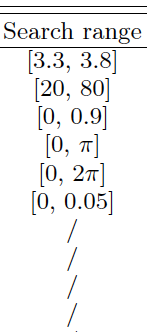 Search range
[3.3, 3.8]
[20, 80]
[0, 0.9]
[0, π]
[0, 2π]
[0, 0.05]
/
/
/
/